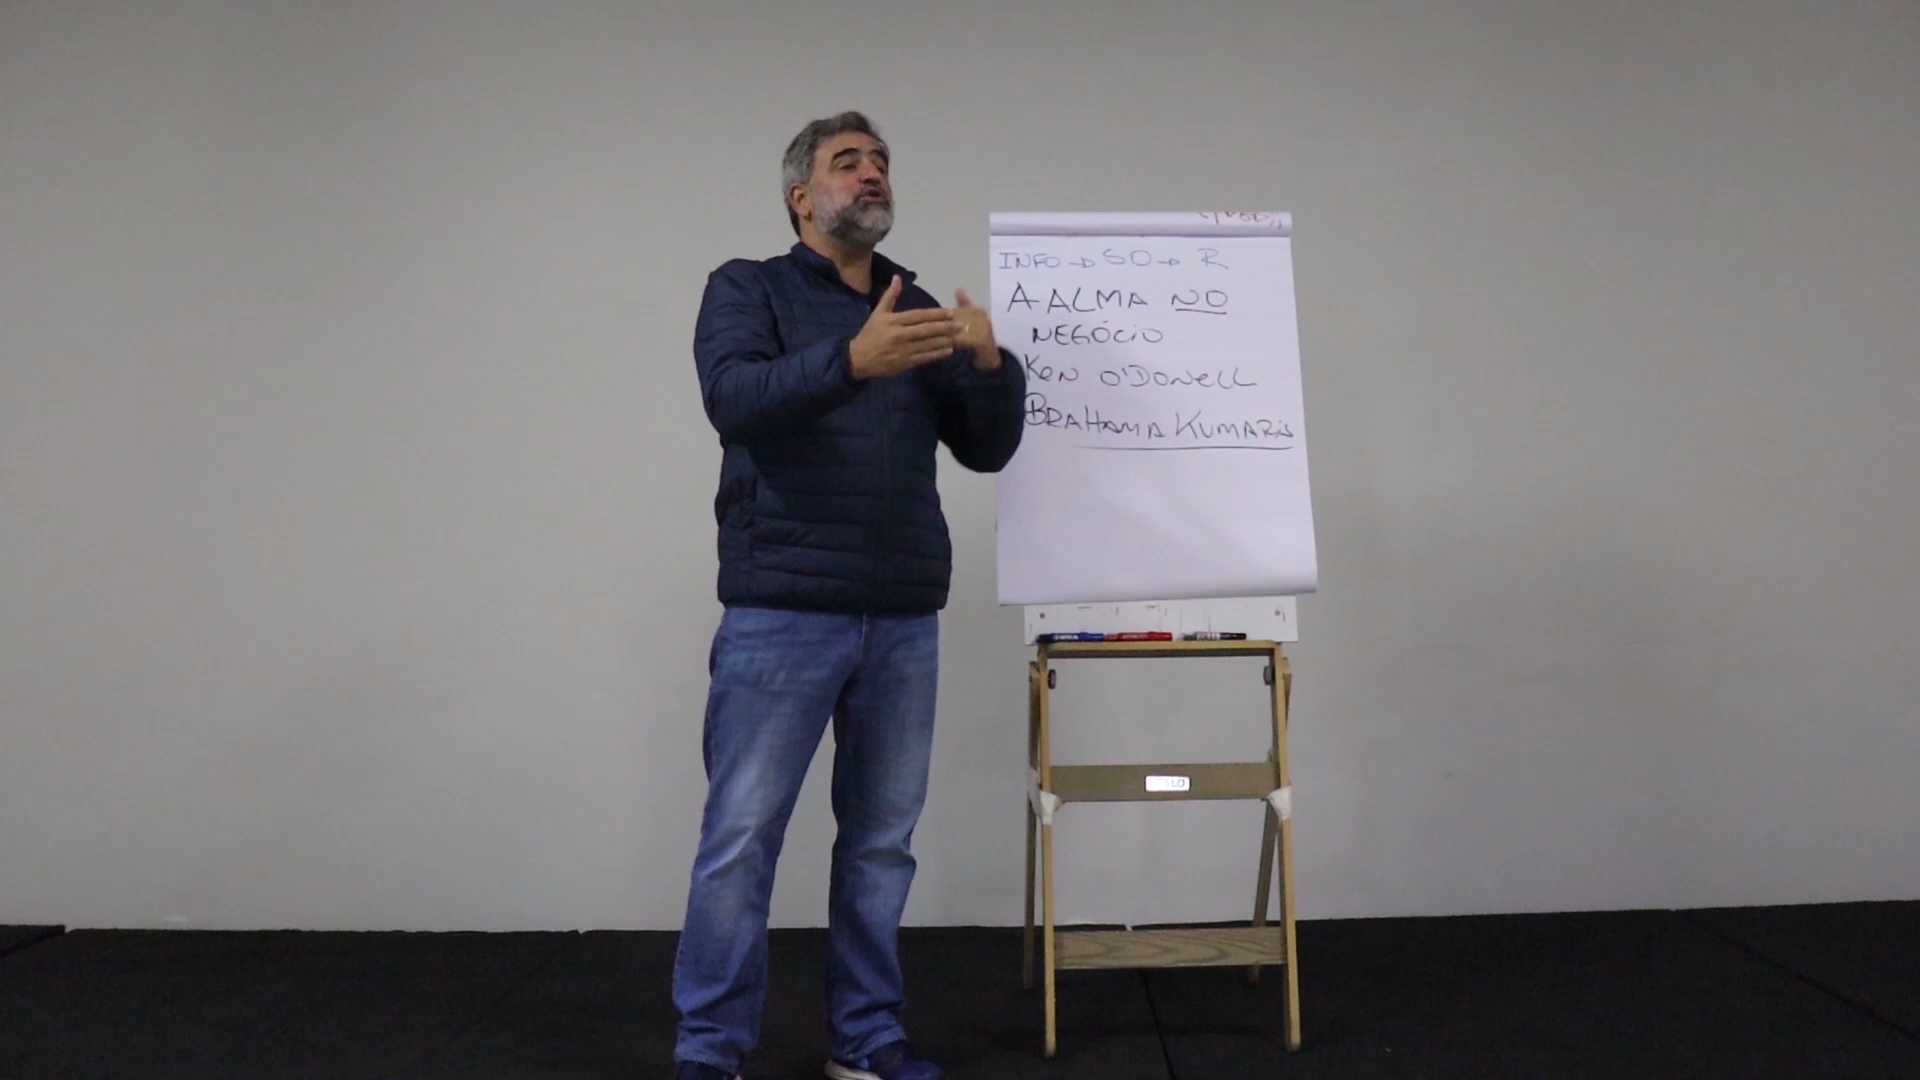 INFO → SO → R
A ALMA NO
NEGÓCIO
KEN O'DONELL
BRAHAMA KUMARIS